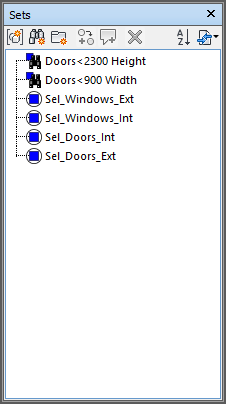 Sets
Doors<2300 Height
Doors<900 Width
Sel_Windows_Ext
Sel_Windows_Int
Sel_Doors_Int
Sel_Doors_Ext